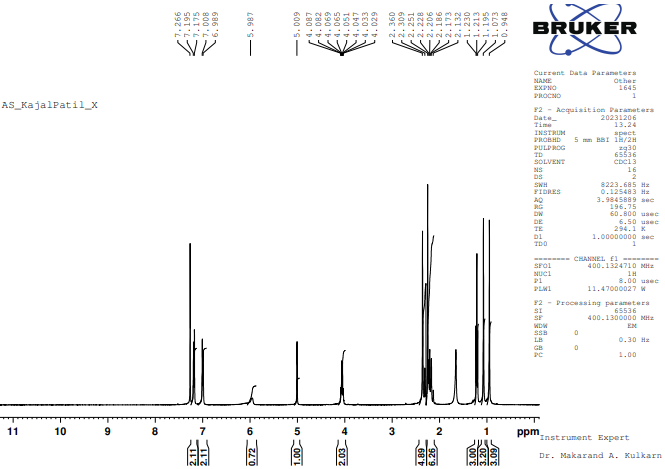 7.266
7.195
7.175
7.009
6.989
5.987
5.009
4.087
4.082
4.069
4.065
4.051
4.047
4.033
4.029
2.360
2.309
2.251
2.228
2.206
2.186
2.173
2.132
1.230
1.213
1.195
1.073
0.948
BRUKER
AS_KajalPatil_X
Current Data Parameters
NAME Other
EXPNO 1645
PROCNO 1
F2 - Acquisition Parameters
Date_ 20231206
Time 13.24
INSTRUM spect
PROBHD 5 mm BBI 1H/2H
PULPROG zg30
TD 65536
SOLVENT CDCl3
NS 16
DS 2
SWH 8223.685 Hz
FIDRES 0.125483 Hz
AQ 3.9845889 sec
RG 196.75
DW 60.800 usec
DE 6.50 usec
TE 294.1 K
D1 1.00000000 sec
TD0 1
======== CHANNEL f1 ========
SFO1 400.1324710 MHz
NUC1 1H
P1 8.00 usec
PLW1 11.47000027 W
F2 - Processing parameters
SI 65536
SF 400.1300000 MHz
WDW EM
SSB 0
LB 0.30 Hz
GB 0
PC 1.00
11 10 9 8 7 6 5 4 3 2 1 ppm
2.11
2.11
0.72
1.00
2.03
4.89
6.26
3.00
3.20
3.09
Instrument Expert
Dr. Makarand A. Kulkarn